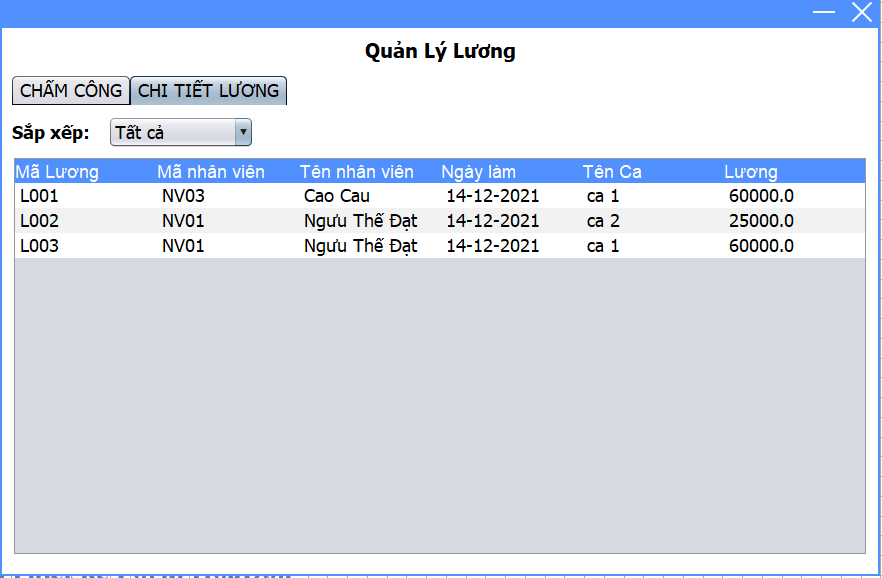 Quản Lý Lương
CHẤM CÔNG CHI TIẾT LƯƠNG
Sắp xếp: Tất cả
Mã Lương Mã nhân viên Tên nhân viên Ngày làm Tên Ca Lương
L001 NV03 Cao Cau 14-12-2021 ca 1 60000.0
L002 NV01 Ngưu Thế Đạt 14-12-2021 ca 2 25000.0
L003 NV01 Ngưu Thế Đạt 14-12-2021 ca 1 60000.0